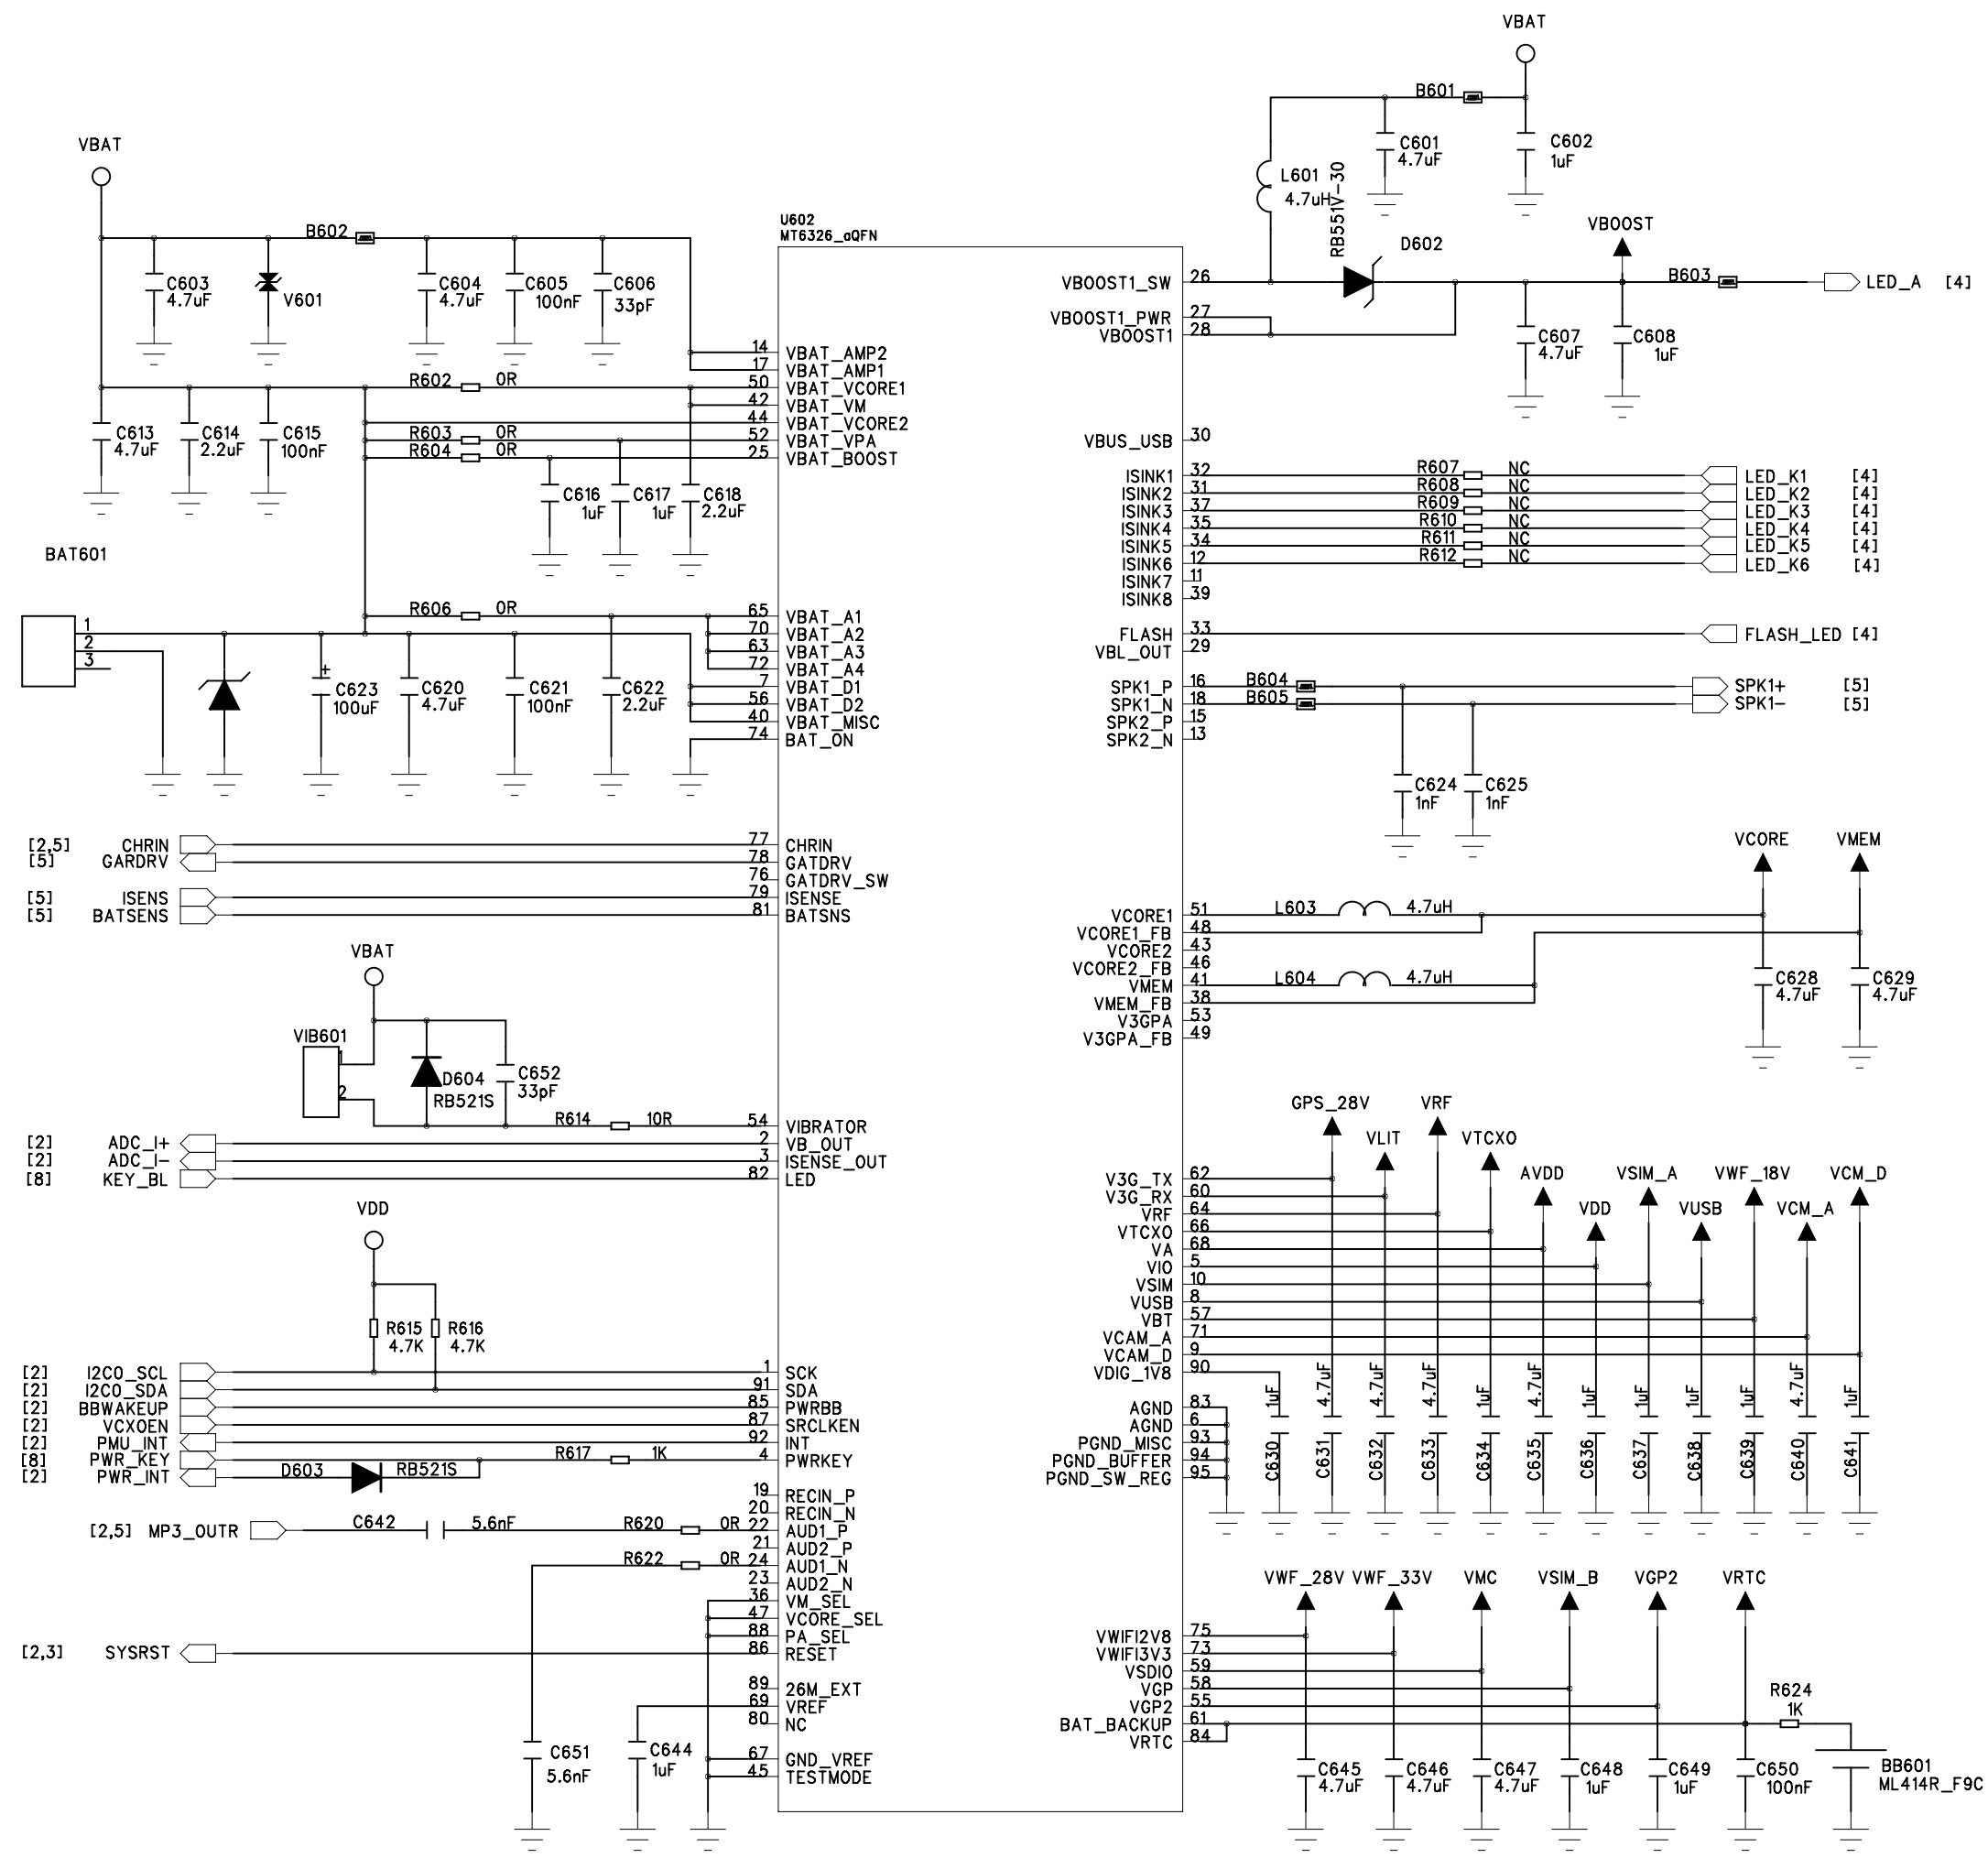 VBAT
B601
C601
4.7uF
C602
1uF
L601
4.7uH
RB551V-30
D602
VBOOST
B603
LED_A [4]
C607
4.7uF
C608
1uF
VBAT
B602
C603
4.7uF
V601
C604
4.7uF
C605
100nF
C606
33pF
U602
MT6326_aQFN
14 VBAT_AMP2
17 VBAT_AMP1
R602 0R 50 VBAT_VCORE1
42 VBAT_VM
44 VBAT_VCORE2
R603 0R 52 VBAT_VPA
R604 0R 25 VBAT_BOOST
C613
4.7uF
C614
2.2uF
C615
100nF
C616
1uF
C617
1uF
C618
2.2uF
BAT601
1
2
3
R606 0R 65 VBAT_A1
70 VBAT_A2
63 VBAT_A3
72 VBAT_A4
7 VBAT_D1
56 VBAT_D2
40 VBAT_MISC
74 BAT_ON
+
C623
100uF
C620
4.7uF
C621
100nF
C622
2.2uF
[2,5] CHRIN 77 CHRIN
[5] GARDRV 78 GATDRV
76 GATDRV_SW
[5] ISENS 79 ISENSE
[5] BATSENS 81 BATSNS
VBAT
VIB601
1
2
D604
RB521S
C652
33pF
R614 10R 54 VIBRATOR
[2] ADC_I+ 2 VB_OUT
[2] ADC_I- 3 ISENSE_OUT
[8] KEY_BL 82 LED
VDD
R615
4.7K
R616
4.7K
[2] I2C0_SCL 1 SCK
[2] I2C0_SDA 91 SDA
[2] BBWAKEUP 85 PWRBB
[2] VCXOEN 87 SRCLKEN
[2] PMU_INT 92 INT
[8] PWR_KEY R617 1K 4 PWRKEY
[2] PWR_INT D603 RB521S
19 RECIN_P
20 RECIN_N
[2,5] MP3_OUTR C642 5.6nF R620 0R 22 AUD1_P
21 AUD2_P
R622 0R 24 AUD1_N
23 AUD2_N
36 VM_SEL
47 VCORE_SEL
88 PA_SEL
[2,3] SYSRST 86 RESET
89 26M_EXT
69 VREF
80 NC
67 GND_VREF
45 TESTMODE
C651
5.6nF
C644
1uF
VBOOST1_SW 26
VBOOST1_PWR 27
VBOOST1 28
VBUS_USB 30
ISINK1 32 R607 NC LED_K1 [4]
ISINK2 31 R608 NC LED_K2 [4]
ISINK3 37 R609 NC LED_K3 [4]
ISINK4 35 R610 NC LED_K4 [4]
ISINK5 34 R611 NC LED_K5 [4]
ISINK6 12 R612 NC LED_K6 [4]
ISINK7 11
ISINK8 39
FLASH 33 FLASH_LED [4]
VBL_OUT 29
SPK1_P 16 B604 SPK1+ [5]
SPK1_N 18 B605 SPK1- [5]
SPK2_P 15
SPK2_N 13
C624
1nF
C625
1nF
VCORE
VMEM
VCORE1 51 L603 4.7uH
VCORE1_FB 48
VCORE2 43
VCORE2_FB 46
VMEM 41 L604 4.7uH
VMEM_FB 38
V3GPA 53
V3GPA_FB 49
C628
4.7uF
C629
4.7uF
GPS_28V
VRF
VLIT
VTCXO
AVDD
VSIM_A
VWF_18V
VCM_D
VDD
VUSB
VCM_A
V3G_TX 62
V3G_RX 60
VRF 64
VTCXO 66
VA 68
VIO 5
VSIM 10
VUSB 8
VBT 57
VCAM_A 71
VCAM_D 9
VDIG_1V8 90
AGND 83
AGND 6
PGND_MISC 93
PGND_BUFFER 94
PGND_SW_REG 95
C630 1uF
C631 4.7uF
C632 4.7uF
C633 4.7uF
C634 1uF
C635 4.7uF
C636 1uF
C637 1uF
C638 1uF
C639 1uF
C640 4.7uF
C641 1uF
VWF_28V
VWF_33V
VMC
VSIM_B
VGP2
VRTC
VWIFI2V8 75
VWIFI3V3 73
VSDIO 59
VGP 58
VGP2 55
BAT_BACKUP 61
VRTC 84
R624
1K
C645
4.7uF
C646
4.7uF
C647
4.7uF
C648
1uF
C649
1uF
C650
100nF
BB601
ML414R_F9C